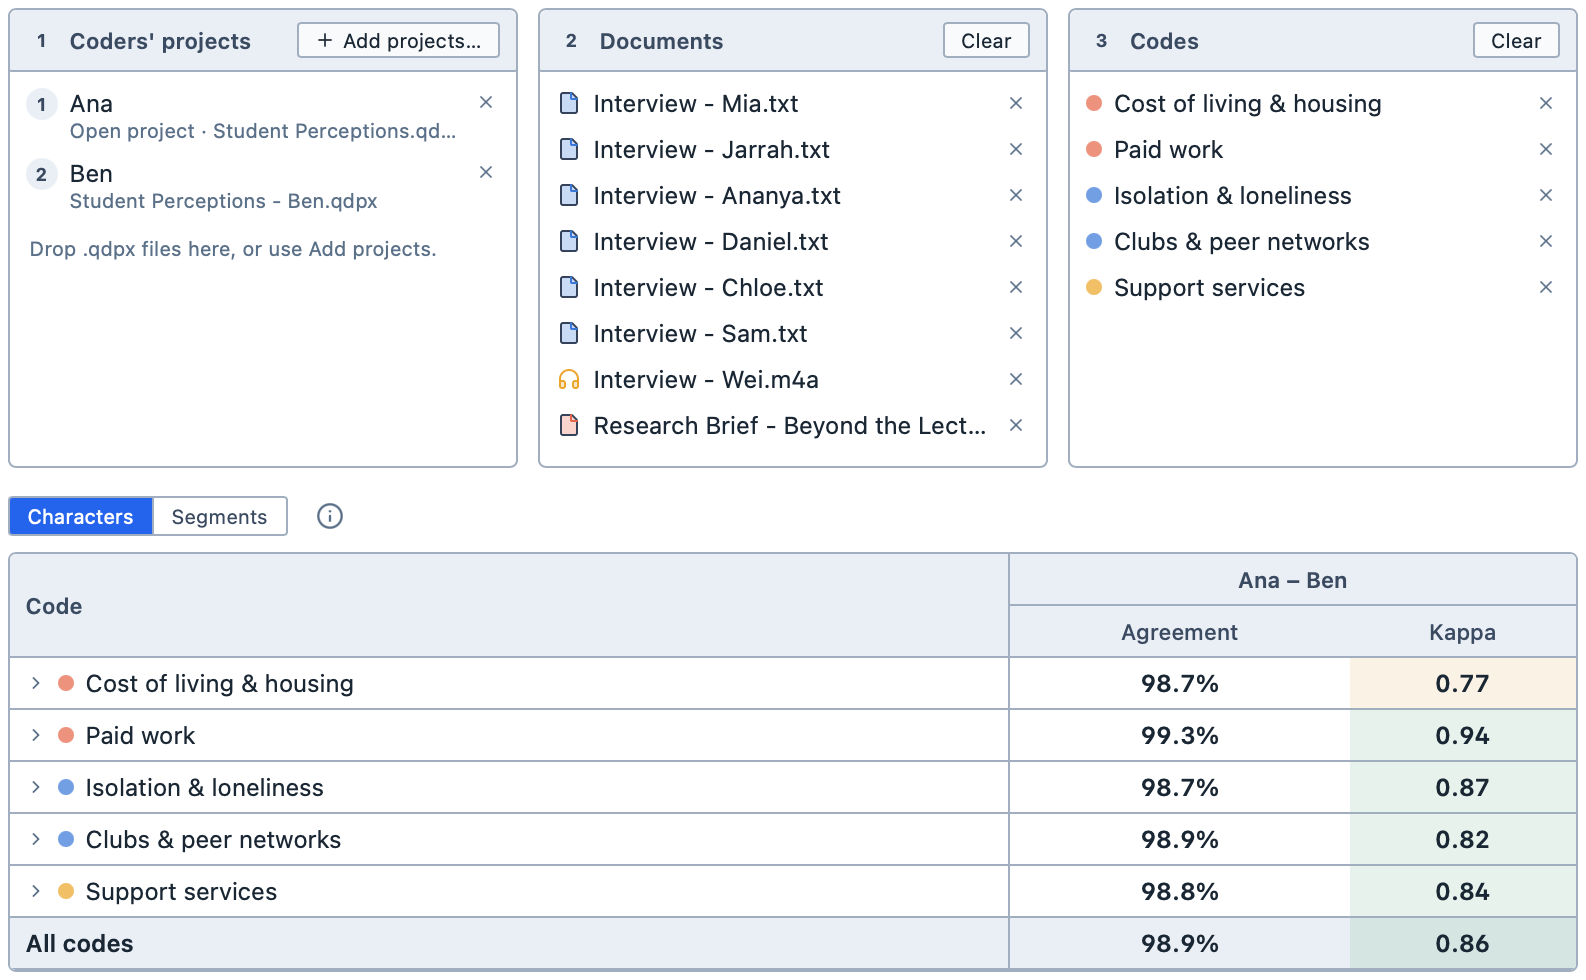 1 Coders' projects + Add projects...
1 Ana
Open project · Student Perceptions.qd...
2 Ben
Student Perceptions - Ben.qdpx
Drop .qdpx files here, or use Add projects.
2 Documents Clear
Interview - Mia.txt
Interview - Jarrah.txt
Interview - Ananya.txt
Interview - Daniel.txt
Interview - Chloe.txt
Interview - Sam.txt
Interview - Wei.m4a
Research Brief - Beyond the Lect...
3 Codes Clear
Cost of living & housing
Paid work
Isolation & loneliness
Clubs & peer networks
Support services
Characters Segments
Code Ana – Ben
Agreement Kappa
Cost of living & housing 98.7% 0.77
Paid work 99.3% 0.94
Isolation & loneliness 98.7% 0.87
Clubs & peer networks 98.9% 0.82
Support services 98.8% 0.84
All codes 98.9% 0.86